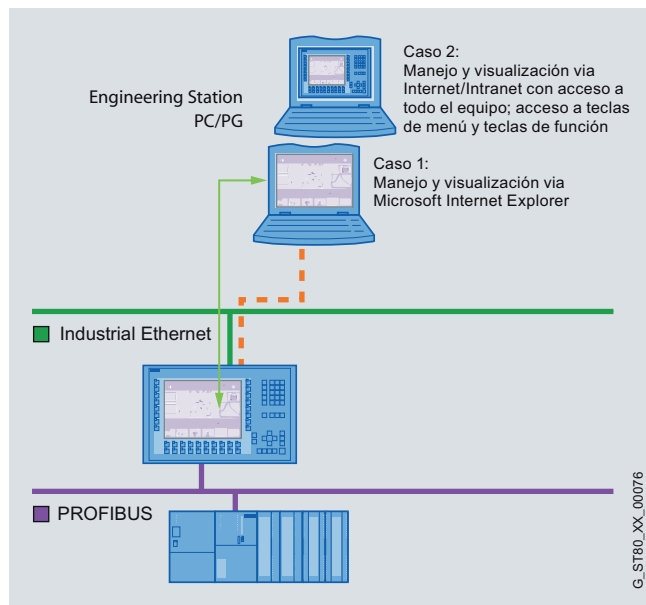 Caso 2:
Manejo y visualización via
Internet/Intranet con acceso a
todo el equipo; acceso a teclas
de menú y teclas de función
Engineering Station
PC/PG
Caso 1:
Manejo y visualización via
Microsoft Internet Explorer
Industrial Ethernet
PROFIBUS
G_ST80_XX_00076